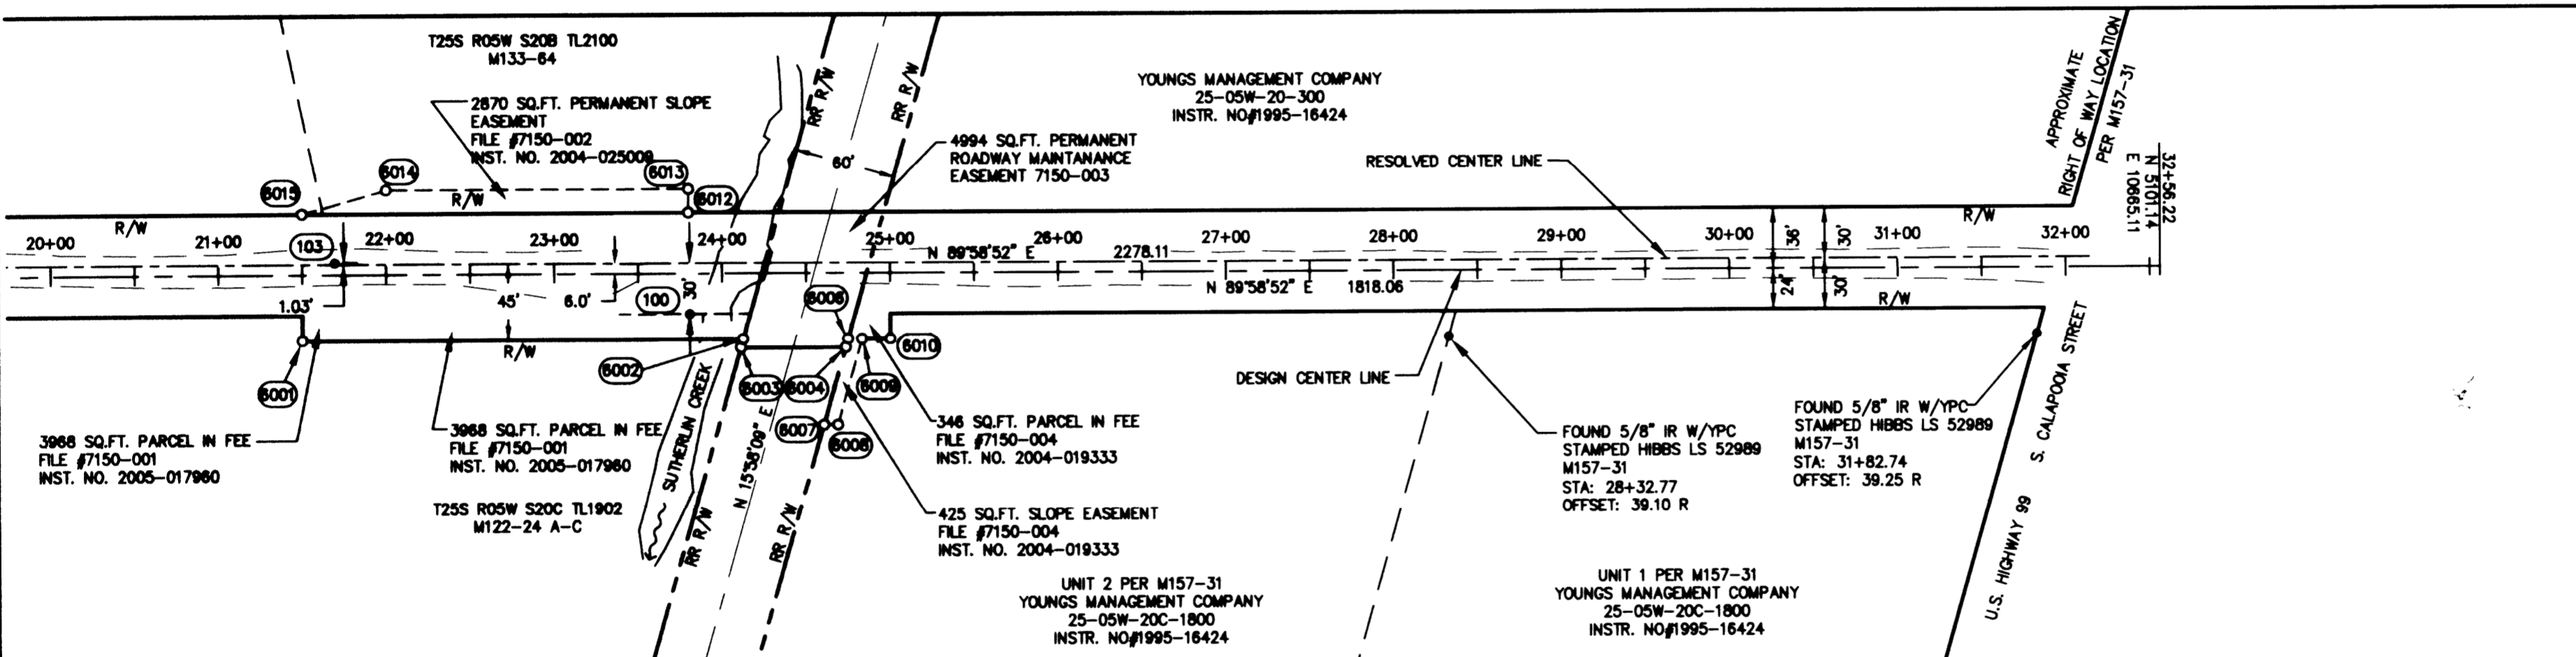 T25S R05W S20B TL2100
M133-64
2870 SQ.FT. PERMANENT SLOPE
EASEMENT
FILE #7150-002
INST. NO. 2004-025009
6015
6014
6013
6012
R/W
R/W
RR R/W
RR R/W
60'
4994 SQ.FT. PERMANENT
ROADWAY MAINTANANCE
EASEMENT 7150-003
YOUNGS MANAGEMENT COMPANY
25-05W-20-300
INSTR. NO#1995-16424
RESOLVED CENTER LINE
APPROXIMATE
RIGHT OF WAY LOCATION
PER M157-31
32+56.22
N 5101.14
E 10665.11
R/W
20+00
21+00
103
22+00
23+00
24+00
25+00
26+00
27+00
28+00
29+00
30+00
31+00
32+00
36'
30'
N 89°58'52" E
2278.11
N 89°58'52" E
1818.06
24'
30'
R/W
1.03'
45'
6.0'
100
30'
6006
R/W
6001
6002
6003
6004
6009
6010
6007
6008
DESIGN CENTER LINE
3968 SQ.FT. PARCEL IN FEE
FILE #7150-001
INST. NO. 2005-017960
3968 SQ.FT. PARCEL IN FEE
FILE #7150-001
INST. NO. 2005-017960
T25S R05W S20C TL1902
M122-24 A-C
SUTHERLIN CREEK
RR R/W
N 15°58'09" E
RR R/W
346 SQ.FT. PARCEL IN FEE
FILE #7150-004
INST. NO. 2004-019333
425 SQ.FT. SLOPE EASEMENT
FILE #7150-004
INST. NO. 2004-019333
UNIT 2 PER M157-31
YOUNGS MANAGEMENT COMPANY
25-05W-20C-1800
INSTR. NO#1995-16424
FOUND 5/8" IR W/YPC
STAMPED HIBBS LS 52989
M157-31
STA: 28+32.77
OFFSET: 39.10 R
FOUND 5/8" IR W/YPC
STAMPED HIBBS LS 52989
M157-31
STA: 31+82.74
OFFSET: 39.25 R
UNIT 1 PER M157-31
YOUNGS MANAGEMENT COMPANY
25-05W-20C-1800
INSTR. NO#1995-16424
U.S. HIGHWAY 99
S. CALAPOOIA STREET